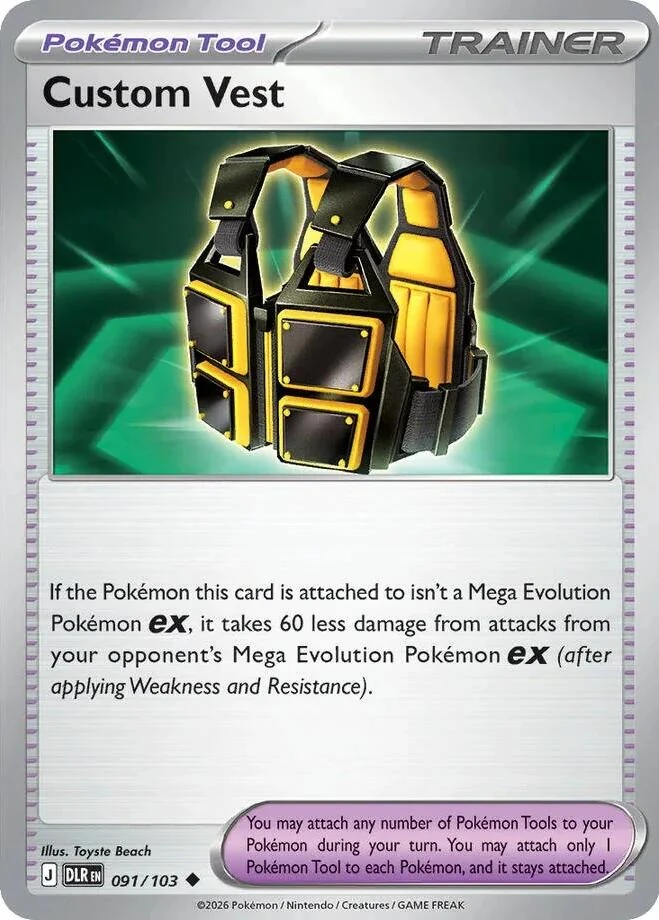 Pokémon Tool
TRAINER
Custom Vest
If the Pokémon this card is attached to isn't a Mega Evolution
Pokémon ex, it takes 60 less damage from attacks from
your opponent's Mega Evolution Pokémon ex (after
applying Weakness and Resistance).
You may attach any number of Pokémon Tools to your
Pokémon during your turn. You may attach only 1
Pokémon Tool to each Pokémon, and it stays attached.
Illus. Toyste Beach
J DLR EN 091/103
©2026 Pokémon / Nintendo / Creatures / GAME FREAK